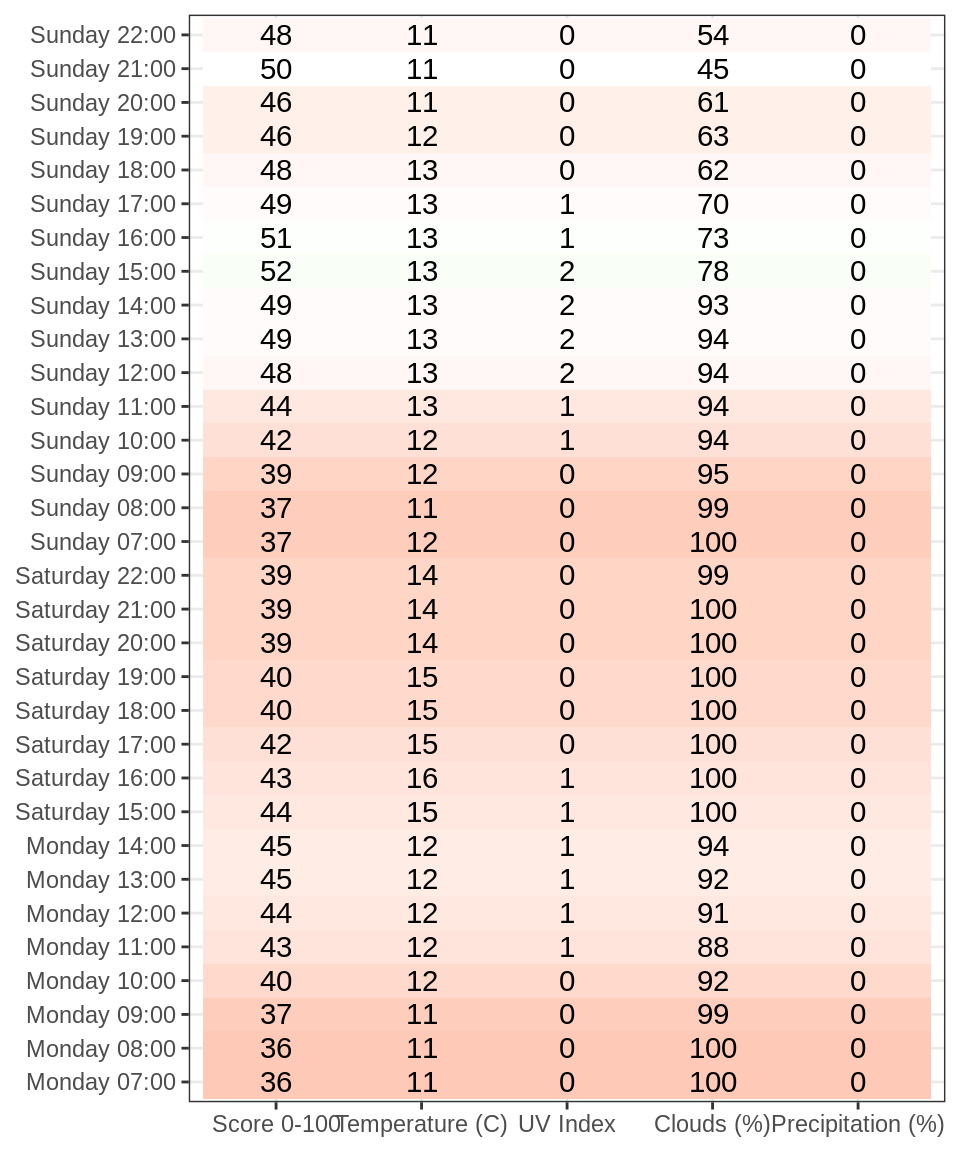 Sunday 22:00 48 11 0 54 0
Sunday 21:00 50 11 0 45 0
Sunday 20:00 46 11 0 61 0
Sunday 19:00 46 12 0 63 0
Sunday 18:00 48 13 0 62 0
Sunday 17:00 49 13 1 70 0
Sunday 16:00 51 13 1 73 0
Sunday 15:00 52 13 2 78 0
Sunday 14:00 49 13 2 93 0
Sunday 13:00 49 13 2 94 0
Sunday 12:00 48 13 2 94 0
Sunday 11:00 44 13 1 94 0
Sunday 10:00 42 12 1 94 0
Sunday 09:00 39 12 0 95 0
Sunday 08:00 37 11 0 99 0
Sunday 07:00 37 12 0 100 0
Saturday 22:00 39 14 0 99 0
Saturday 21:00 39 14 0 100 0
Saturday 20:00 39 14 0 100 0
Saturday 19:00 40 15 0 100 0
Saturday 18:00 40 15 0 100 0
Saturday 17:00 42 15 0 100 0
Saturday 16:00 43 16 1 100 0
Saturday 15:00 44 15 1 100 0
Monday 14:00 45 12 1 94 0
Monday 13:00 45 12 1 92 0
Monday 12:00 44 12 1 91 0
Monday 11:00 43 12 1 88 0
Monday 10:00 40 12 0 92 0
Monday 09:00 37 11 0 99 0
Monday 08:00 36 11 0 100 0
Monday 07:00 36 11 0 100 0
Score 0-100 Temperature (C) UV Index Clouds (%) Precipitation (%)